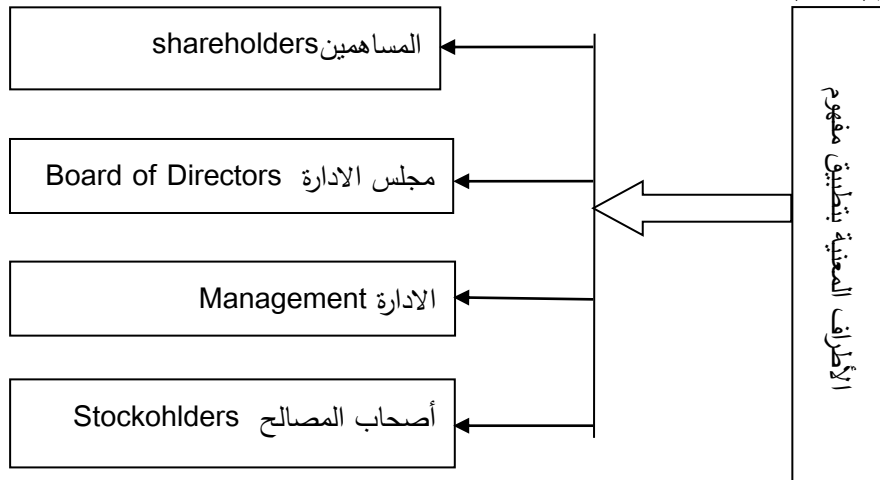 الأطراف المعنية بتطبيق مفهوم
المساهمينshareholders
مجلس الادارة Board of Directors
الادارة Management
أصحاب المصالح Stockohlders